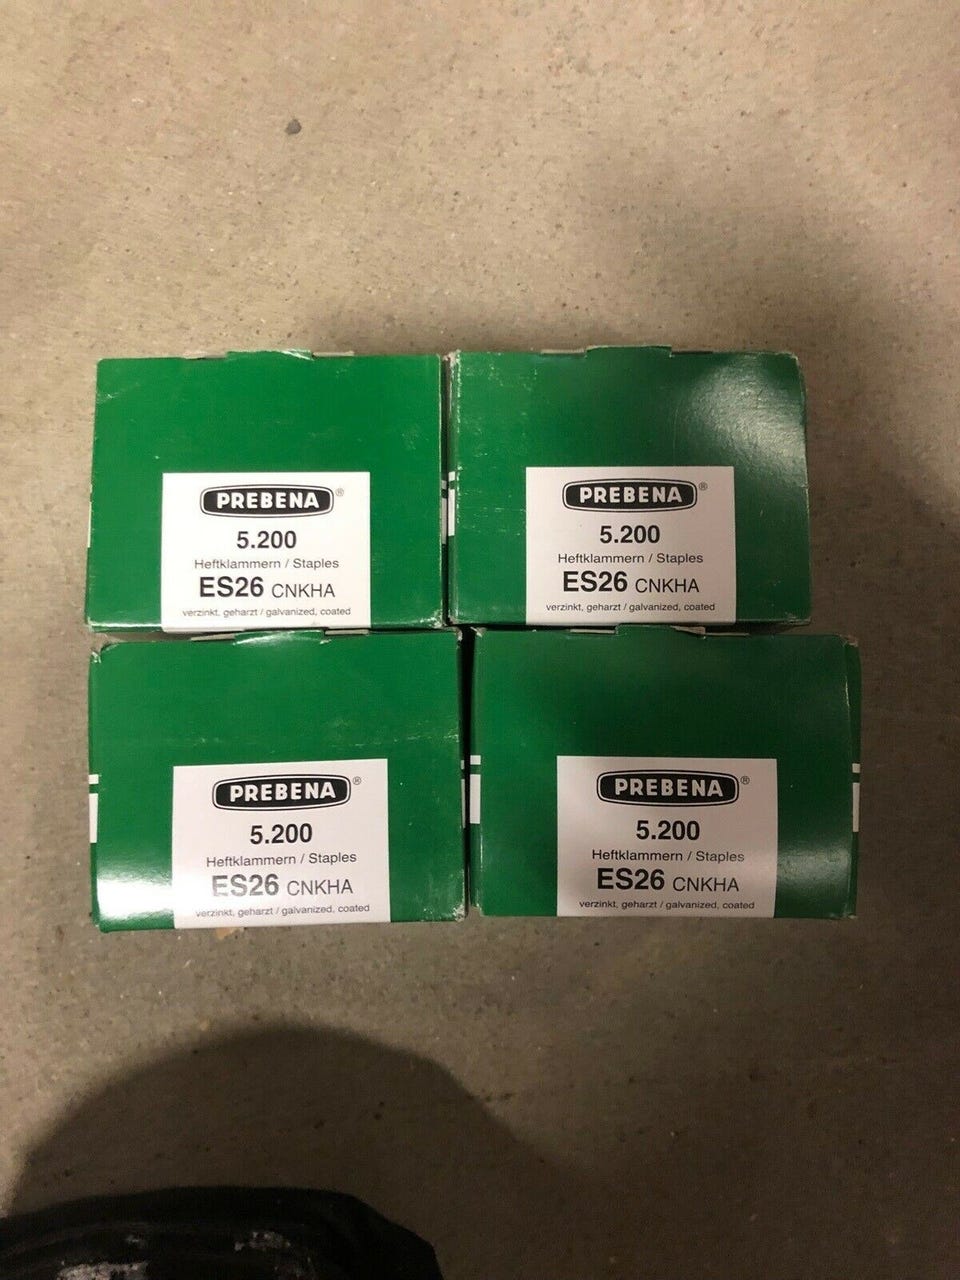 PREBENA ®
5.200
Heftklammern / Staples
ES26 CNKHA
verzinkt, geharzt / galvanized, coated
PREBENA ®
5.200
Heftklammern / Staples
ES26 CNKHA
verzinkt, geharzt / galvanized, coated
PREBENA ®
5.200
Heftklammern / Staples
ES26 CNKHA
verzinkt, geharzt / galvanized, coated
PREBENA ®
5.200
Heftklammern / Staples
ES26 CNKHA
verzinkt, geharzt / galvanized, coated